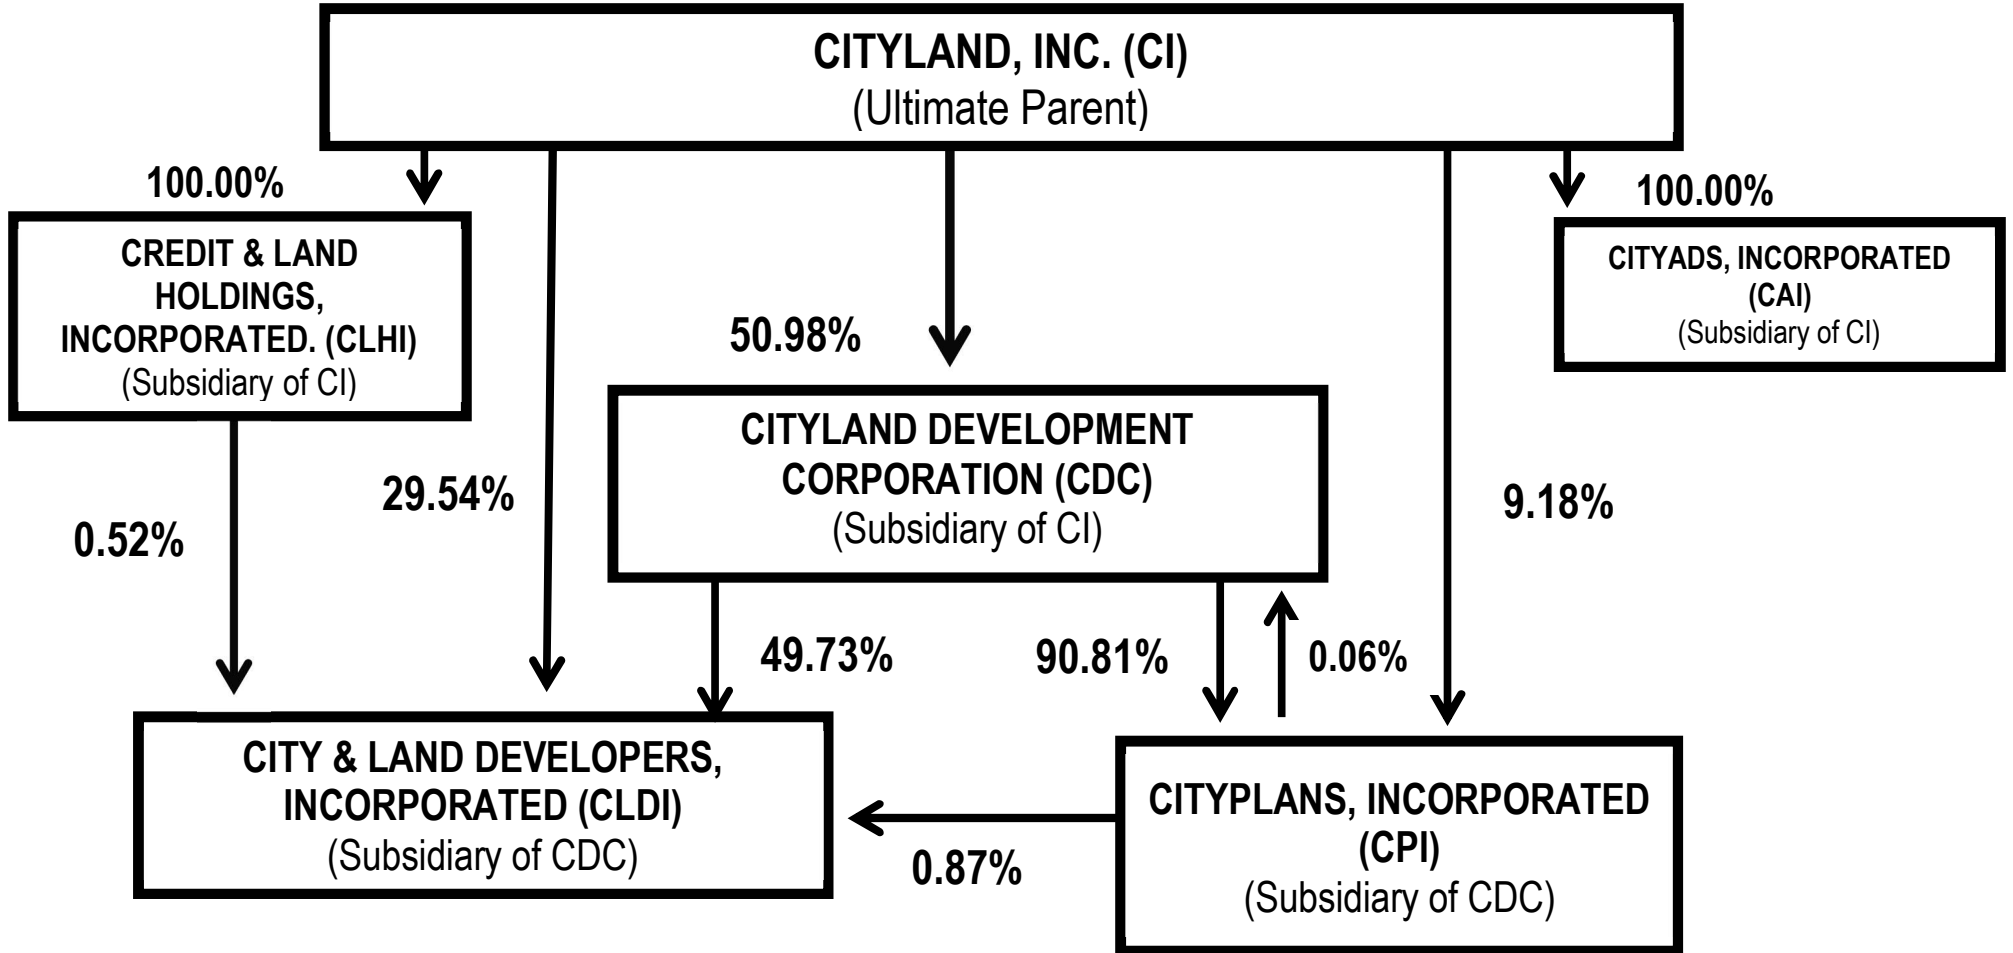 CITYLAND, INC. (CI)
(Ultimate Parent)
100.00%
100.00%
CREDIT & LAND
HOLDINGS,
INCORPORATED. (CLHI)
(Subsidiary of CI)
CITYADS, INCORPORATED
(CAI)
(Subsidiary of CI)
50.98%
CITYLAND DEVELOPMENT
CORPORATION (CDC)
(Subsidiary of CI)
29.54%
9.18%
0.52%
49.73%
90.81%
0.06%
CITY & LAND DEVELOPERS,
INCORPORATED (CLDI)
(Subsidiary of CDC)
0.87%
CITYPLANS, INCORPORATED
(CPI)
(Subsidiary of CDC)